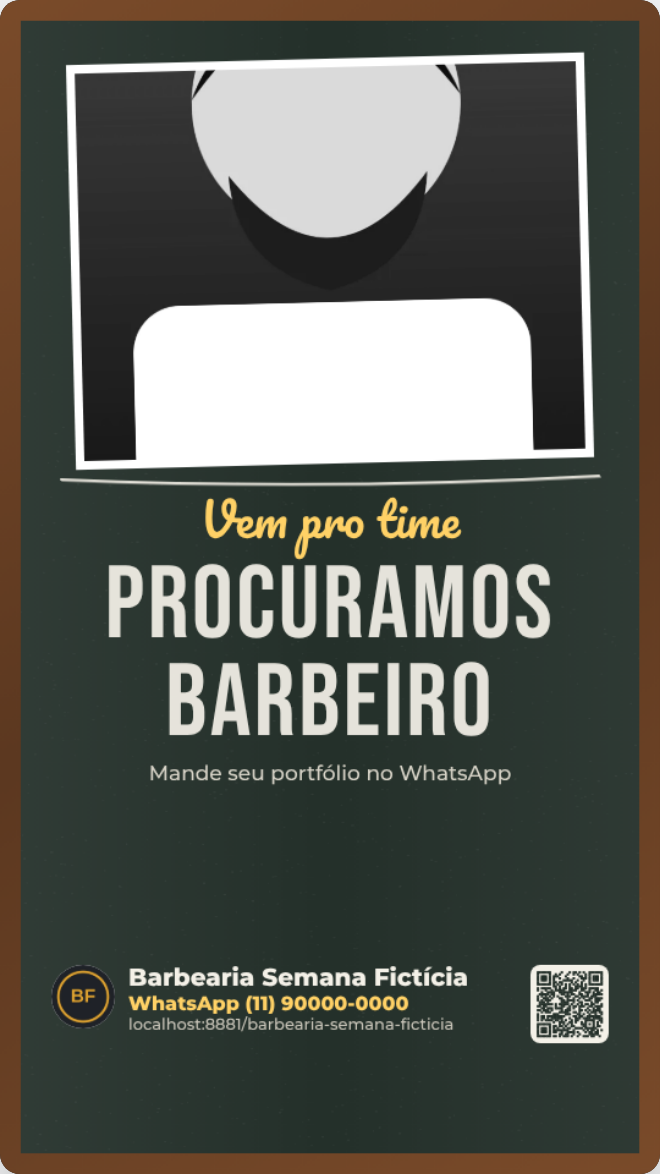 Vem pro time
PROCURAMOS
BARBEIRO
Mande seu portfólio no WhatsApp
BF
Barbearia Semana Fictícia
WhatsApp (11) 90000-0000
localhost:8881/barbearia-semana-ficticia